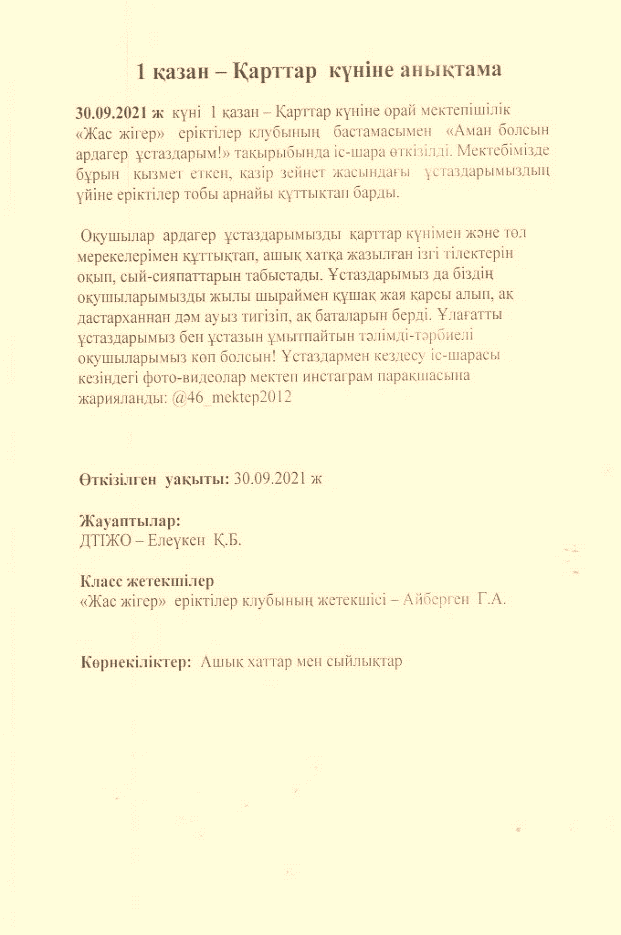 1 қазан – Қарттар күніне анықтама
30.09.2021 ж күні 1 қазан – Қарттар күніне орай мектепішілік
«Жас жігер» еріктілер клубының бастамасымен «Аман болсын
ардагер ұстаздарым!» тақырыбында іс-шара өткізілді. Мектебімізде
бұрын қызмет еткен, қазір зейнет жасындағы ұстаздарымыздың
үйіне еріктілер тобы арнайы құттықтап барды.
Оқушылар ардагер ұстаздарымызды қарттар күнімен және төл
мерекелерімен құттықтап, ашық хатқа жазылған ізгі тілектерін
оқып, сый-сияпаттарын табыстады. Ұстаздарымыз да біздің
оқушыларымызды жылы шыраймен құшақ жая қарсы алып, ақ
дастарханнан дәм ауыз тигізіп, ақ баталарын берді. Ұлағатты
ұстаздарымыз бен ұстазын ұмытпайтын тәлімді-тәрбиелі
оқушыларымыз көп болсын! Ұстаздармен кездесу іс-шарасы
кезіндегі фото-видеолар мектеп инстаграм парақшасына
жарияланды: @46_mektep2012
Өткізілген уақыты: 30.09.2021 ж
Жауаптылар:
ДТІЖО – Елеукен Қ.Б.
Класс жетекшілер
«Жас жігер» еріктілер клубының жетекшісі – Айберген Г.А.
Көрнекіліктер: Ашық хаттар мен сыйлықтар